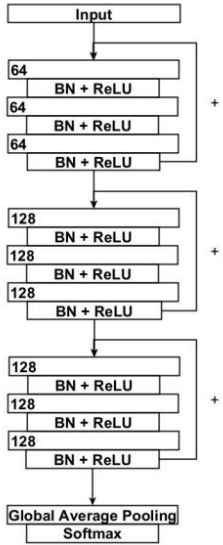 Input
64
BN + ReLU
64
BN + ReLU
64
BN + ReLU
+
128
BN + ReLU
128
BN + ReLU
128
BN + ReLU
+
128
BN + ReLU
128
BN + ReLU
128
BN + ReLU
+
Global Average Pooling
Softmax